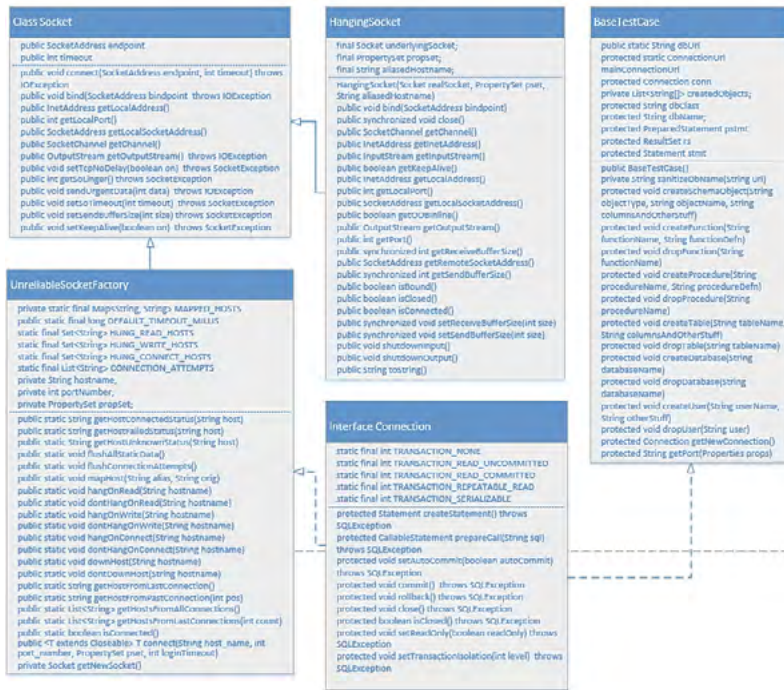 Class Socket
public SocketAddress endpoint
public int timeout
public void connect(SocketAddress endpoint, int timeout) throws
IOException
public void bind(SocketAddress bindpoint throws IOException
public InetAddress getLocalAddress()
public int getLocalPort()
public SocketAddress getLocalSocketAddress()
public SocketChannel getChannel()
public OutputStream getOutputStream() throws IOException
public void setTcpNoDelay(boolean on) throws SocketException
public int getSoLinger() throws SocketException
public void sendUrgentData(int data) throws IOException
public void setSoTimeout(int timeout) throws SocketException
public void setSendBufferSize(int size) throws SocketException
public void setKeepAlive(boolean on) throws SocketException
UnreliableSocketFactory
private static final Map<String, String> MAPPED_HOSTS
public static final long DEFAULT_TIMEOUT_MILLIS
static final Set<String> HUNG_READ_HOSTS
static final Set<String> HUNG_WRITE_HOSTS
static final Set<String> HUNG_CONNECT_HOSTS
static final List<String> CONNECTION_ATTEMPTS
private String hostname,
private int portNumber,
private PropertySet propSet;
public static String getHostConnectedStatus(String host)
public static String getHostFailedStatus(String host)
public static String getHostUnknownStatus(String host)
public static void flushAllStaticData()
public static void flushConnectionAttempts()
public static void mapHost(String alias, String orig)
public static void hangOnRead(String hostname)
public static void dontHangOnRead(String hostname)
public static void hangOnWrite(String hostname)
public static void dontHangOnWrite(String hostname)
public static void hangOnConnect(String hostname)
public static void dontHangOnConnect(String hostname)
public static void downHost(String hostname)
public static void dontDownHost(String hostname)
public static String getHostFromLastConnection()
public static String getHostFromPastConnection(int pos)
public static List<String> getHostsFromAllConnections()
public static List<String> getHostsFromLastConnections(int count)
public static boolean isConnected()
public <T extends Closeable> T connect(String host_name, int
port_number, PropertySet pset, int loginTimeout)
private Socket getNewSocket()
HangingSocket
final Socket underlyingSocket;
final PropertySet propset;
final String aliasedHostname;
HangingSocket(Socket realSocket, PropertySet pset,
String aliasedHostname)
public void bind(SocketAddress bindpoint)
public synchronized void close()
public SocketChannel getChannel()
public InetAddress getInetAddress()
public InputStream getInputStream()
public boolean getKeepAlive()
public InetAddress getLocalAddress()
public int getLocalPort()
public SocketAddress getLocalSocketAddress()
public boolean getOOBInline()
public OutputStream getOutputStream()
public int getPort()
public synchronized int getReceiveBufferSize()
public SocketAddress getRemoteSocketAddress()
public synchronized int getSendBufferSize()
public boolean isBound()
public boolean isClosed()
public boolean isConnected()
public synchronized void setReceiveBufferSize(int size)
public synchronized void setSendBufferSize(int size)
public void shutdownInput()
public void shutdownOutput()
public string tostring()
Interface Connection
static final int TRANSACTION_NONE
static final int TRANSACTION_READ_UNCOMMITTED
static final int TRANSACTION_READ_COMMITTED
static final int TRANSACTION_REPEATABLE_READ
static final int TRANSACTION_SERIALIZABLE
protected Statement createStatement() throws
SQLException
protected CallableStatement prepareCall(String sql)
throws SQLException
protected void setAutoCommit(boolean autoCommit)
throws SQLException
protected void commit() throws SQLException
protected void rollback() throws SQLException
protected void close() throws SQLException
protected boolean isClosed() throws SQLException
protected void setReadOnly(boolean readOnly) throws
SQLException
protected void setTransactionIsolation(int level) throws
SQLException
BaseTestCase
public static String dbUrl
protected static ConnectionUrl
mainConnectionUrl
protected Connection conn
private List<String[]> createdObjects;
protected String dbclass
protected String dbName;
protected PreparedStatement pstmt
protected ResultSet rs
protected Statement stmt
public BaseTestCase()
private String sanitizeDbName(String url)
protected void createSchemaObject(String
objectType, String objectName, String
columnsAndOtherStuff)
protected void createFunction(String
functionName, String functionDefn)
protected void dropFunction(String
functionName)
protected void createProcedure(String
procedureName, String procedureDefn)
protected void dropProcedure(String
procedureName)
protected void createTable(String tableName,
String columnsAndOtherStuff)
protected void dropTable(String tableName)
protected void createDatabase(String
databaseName)
protected void dropDatabase(String
databaseName)
protected void createUser(String userName,
String otherStuff)
protected void dropUser(String user)
protected Connection getNewConnection()
protected String getPort(Properties props)